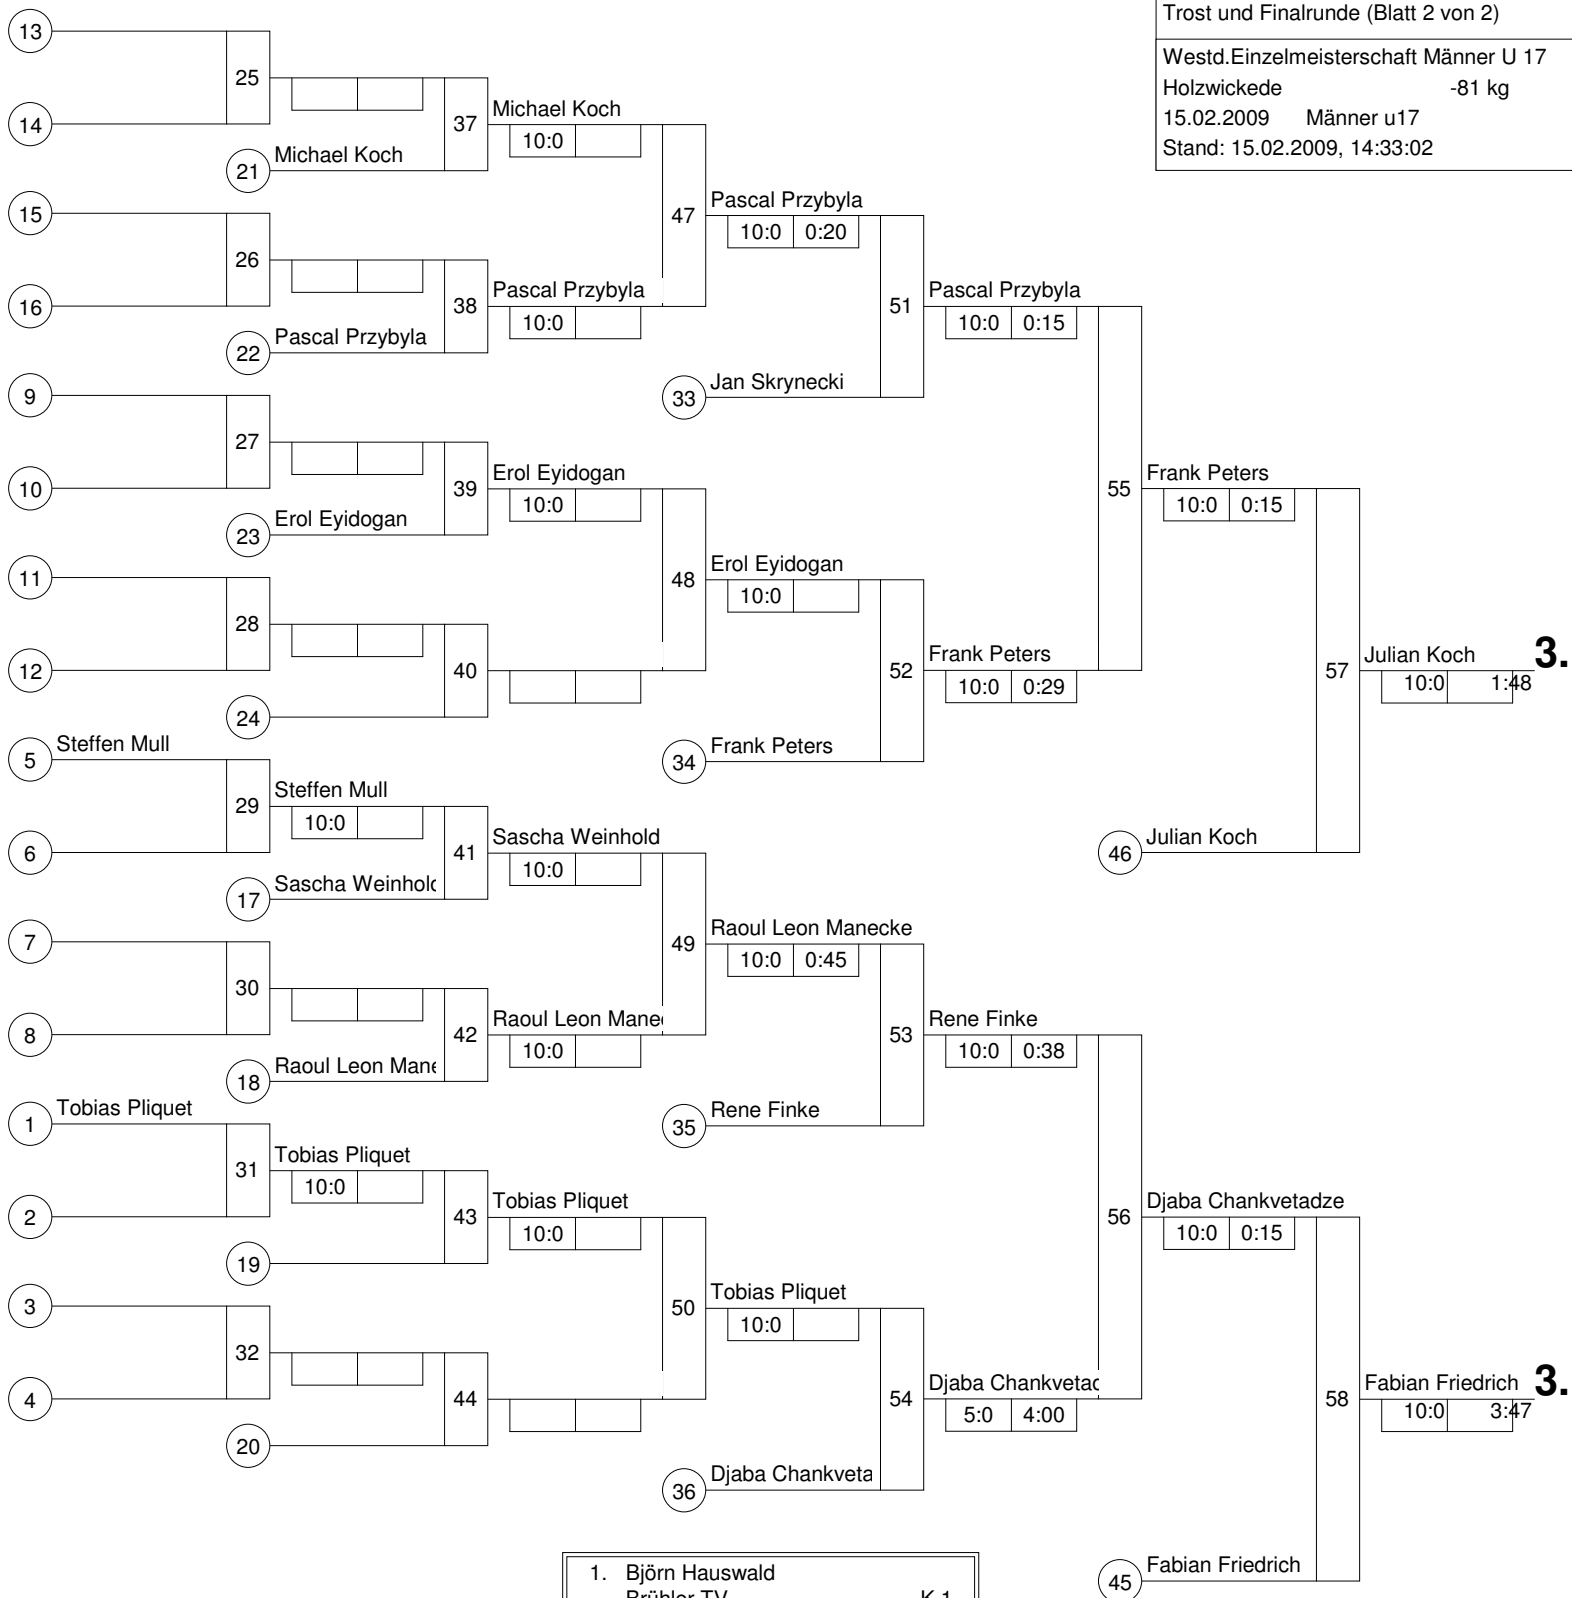 Trost und Finalrunde (Blatt 2 von 2)
Westd.Einzelmeisterschaft Männer U 17
Holzwickede -81 kg
15.02.2009 Männer u17
Stand: 15.02.2009, 14:33:02
13
25
14
37
Michael Koch
10:0
21 Michael Koch
15
47
Pascal Przybyla
10:0 0:20
26
16
38
Pascal Przybyla
10:0
22 Pascal Przybyla
51
Pascal Przybyla
10:0 0:15
33 Jan Skrynecki
9
27
10
39
Erol Eyidogan
10:0
23 Erol Eyidogan
55
Frank Peters
10:0 0:15
11
48
Erol Eyidogan
10:0
28
12
40
24
52
Frank Peters
10:0 0:29
34 Frank Peters
57
Julian Koch
10:0 1:48
3.
46 Julian Koch
5 Steffen Mull
29
Steffen Mull
10:0
6
41
Sascha Weinhold
10:0
17 Sascha Weinhold
7
49
Raoul Leon Manecke
10:0 0:45
30
8
42
Raoul Leon Manec
10:0
18 Raoul Leon Mane
53
Rene Finke
10:0 0:38
35 Rene Finke
1 Tobias Pliquet
31
Tobias Pliquet
10:0
2
43
Tobias Pliquet
10:0
19
56
Djaba Chankvetadze
10:0 0:15
3
50
Tobias Pliquet
10:0
32
4
44
20
54
Djaba Chankvetad
5:0 4:00
36 Djaba Chankveta
58
Fabian Friedrich
10:0 3:47
3.
45 Fabian Friedrich
1. Björn Hauswald
Brühler TV K 1